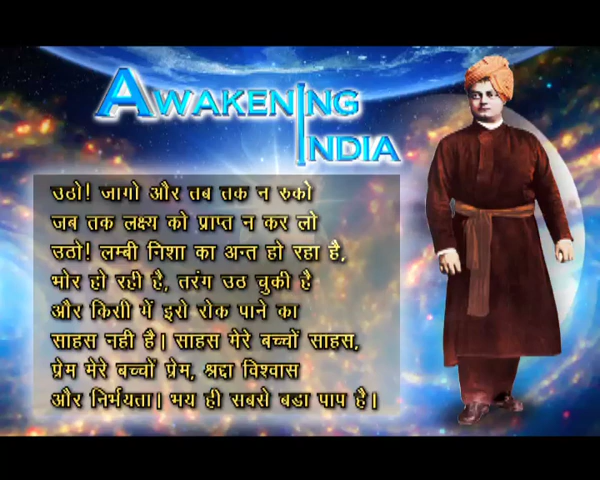 AWAKENING
INDIA
उठो! जागो और तब तक न रुको
जब तक लक्ष्य को प्राप्त न कर लो
उठो! लम्बी निशा का अन्त हो रहा है,
भोर हो रही है, तरंग उठ चुकी है
और किसी में इसे रोक पाने का
साहस नही है। साहस मेरे बच्चों साहस,
प्रेम मेरे बच्चों प्रेम, श्रद्दा विश्वास
और निर्भयता। भय ही सबसे बडा पाप है।